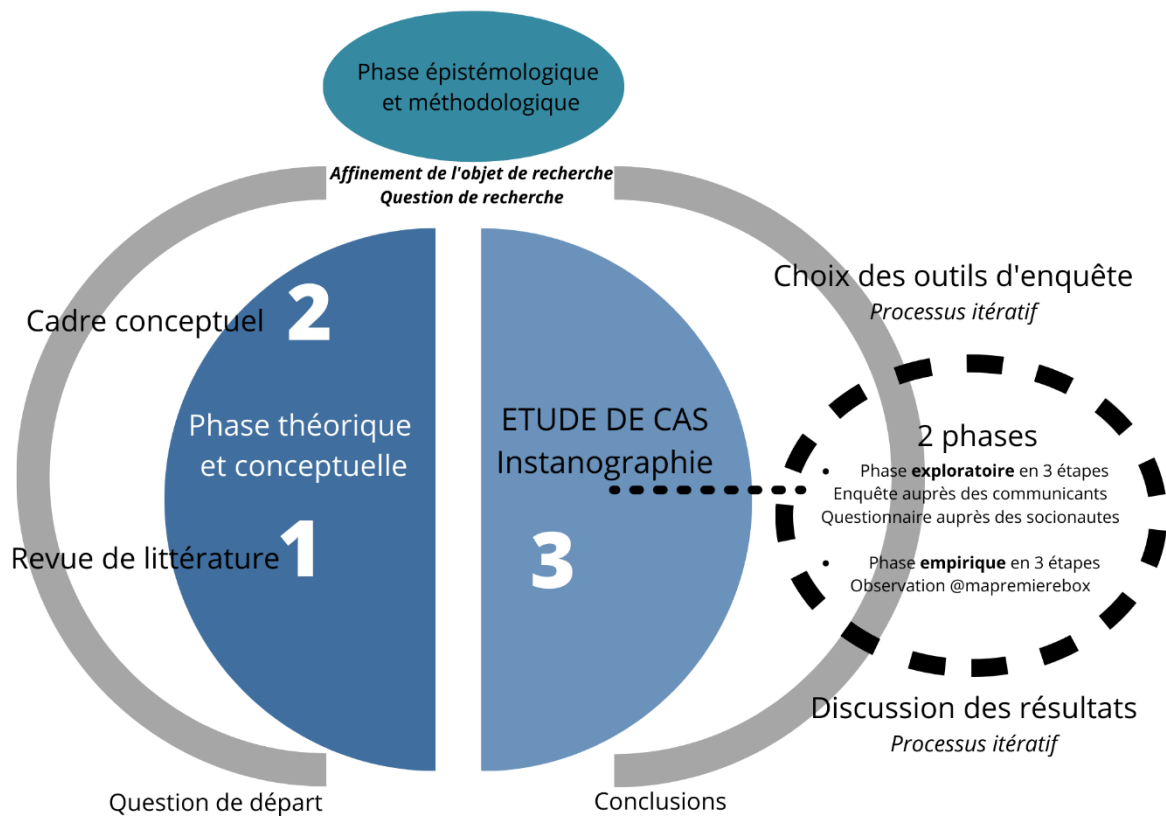 Phase épistémologique
et méthodologique
Affinement de l'objet de recherche
Question de recherche
Cadre conceptuel
2
Phase théorique
et conceptuelle
Revue de littérature
1
Question de départ
ETUDE DE CAS
Instanographie
3
Conclusions
Choix des outils d'enquête
Processus itératif
2 phases
• Phase exploratoire en 3 étapes
Enquête auprès des communicants
Questionnaire auprès des socionautes
• Phase empirique en 3 étapes
Observation @mapremierebox
Discussion des résultats
Processus itératif